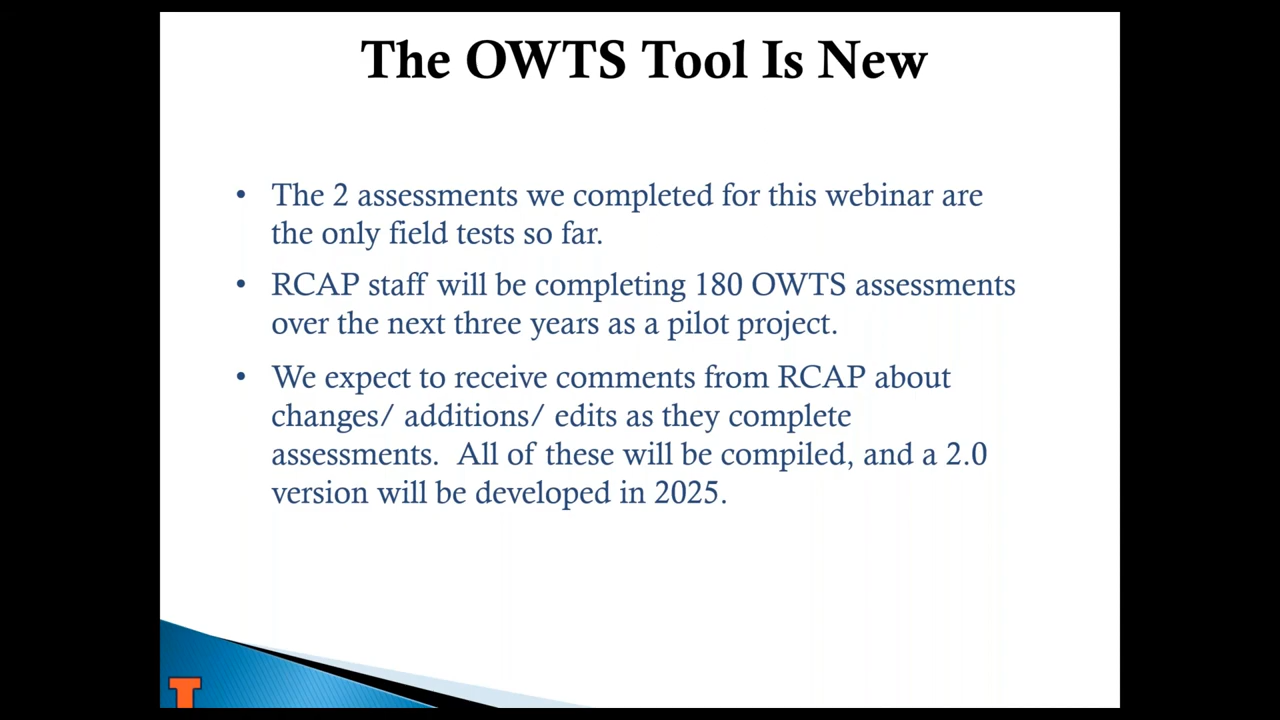 The OWTS Tool Is New
• The 2 assessments we completed for this webinar are
the only field tests so far.
• RCAP staff will be completing 180 OWTS assessments
over the next three years as a pilot project.
• We expect to receive comments from RCAP about
changes/ additions/ edits as they complete
assessments.  All of these will be compiled, and a 2.0
version will be developed in 2025.
I